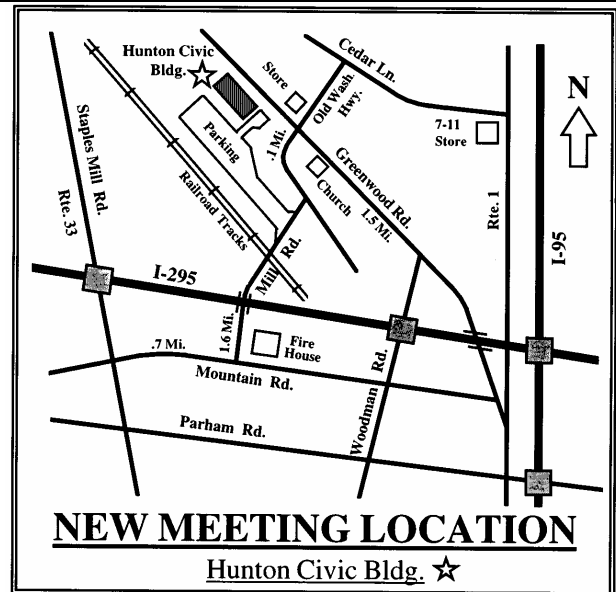 Hunton Civic
Bldg.
Store
Cedar Ln.
Old Wash.
Hwy.
N
7-11
Store
Staples Mill Rd.
Rte. 33
Parking
.1 Mi.
Railroad Tracks
Church
Greenwood Rd.
1.5 Mi.
Rte. 1
I-95
I-295
Mill Rd.
1.6 Mi.
Fire
House
.7 Mi.
Mountain Rd.
Woodman Rd.
Parham Rd.
NEW MEETING LOCATION
Hunton Civic Bldg.